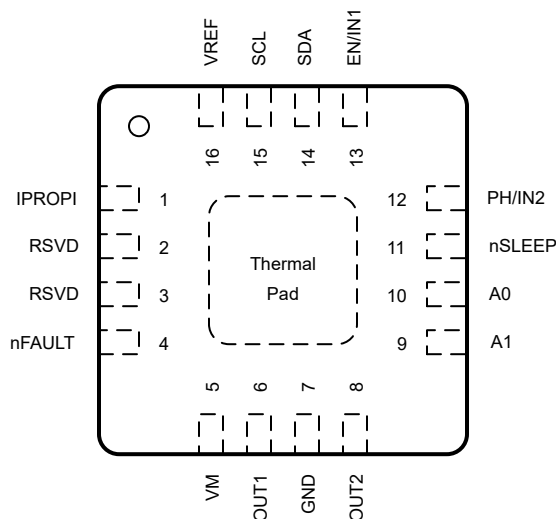 VREF
SCL
SDA
EN/IN1
16
15
14
13
IPROPI
1
12
PH/IN2
RSVD
2
11
nSLEEP
RSVD
3
10
A0
nFAULT
4
9
A1
Thermal
Pad
5
6
7
8
VM
OUT1
GND
OUT2